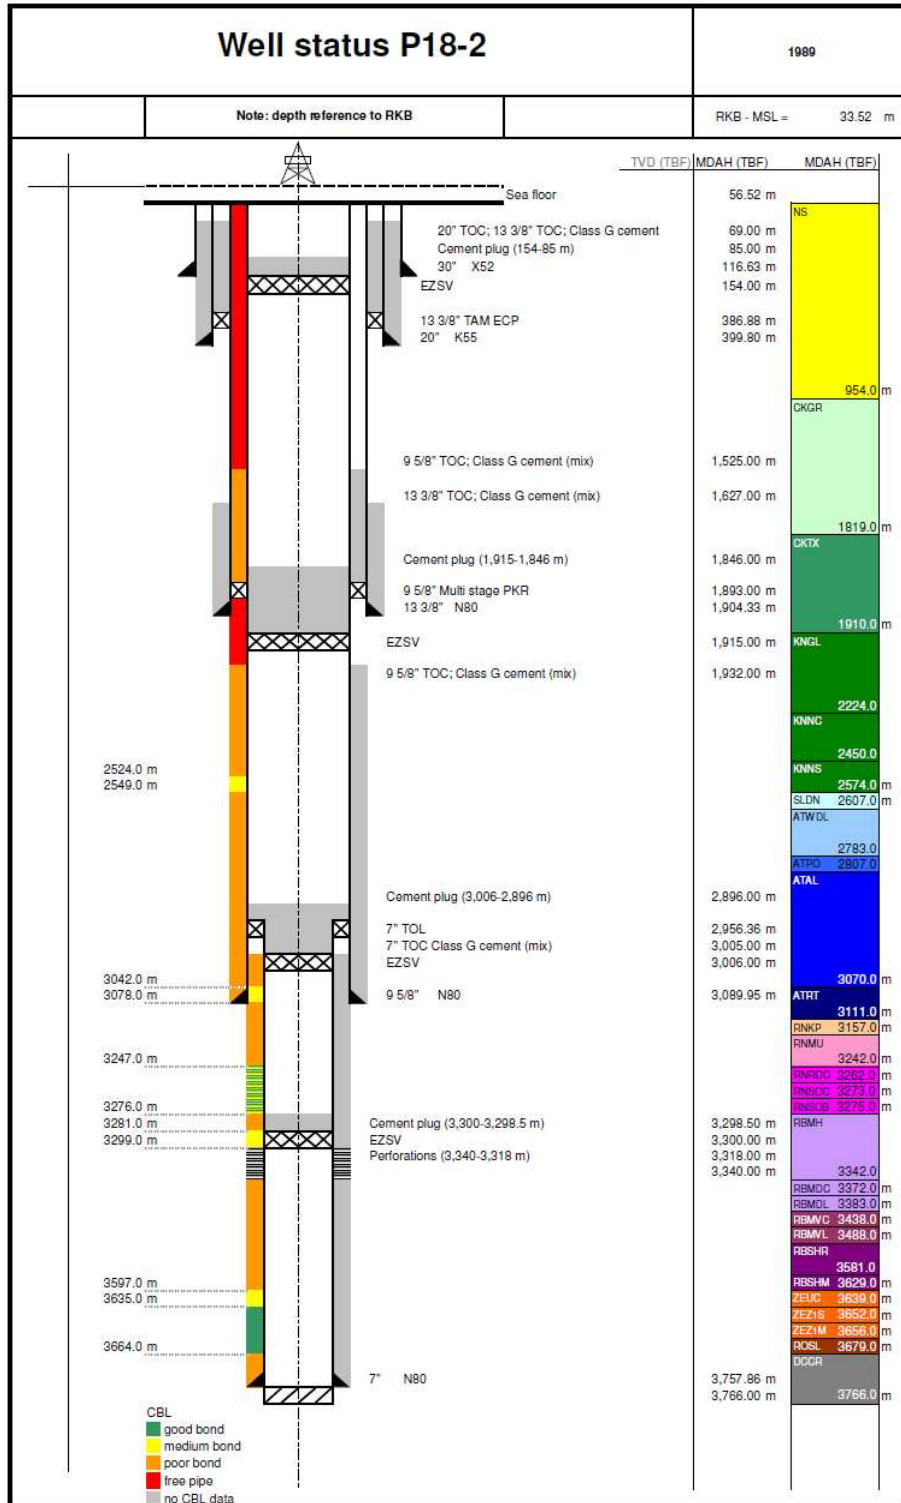 Well status P18-2
1989
Note: depth reference to RKB
RKB - MSL = 33.52 m
TVD (TBF) MDAH (TBF) MDAH (TBF)
Sea floor 56.52 m
NS
20" TOC; 13 3/8" TOC; Class G cement 69.00 m
Cement plug (154-85 m) 85.00 m
30" X52 116.63 m
EZSV 154.00 m
13 3/8" TAM ECP 386.88 m
20" K55 399.80 m
954.0 m
CKGR
9 5/8" TOC; Class G cement (mix) 1,525.00 m
13 3/8" TOC; Class G cement (mix) 1,627.00 m
1819.0 m
CKTX
Cement plug (1,915-1,846 m) 1,846.00 m
9 5/8" Multi stage PKR 1,893.00 m
13 3/8" N80 1,904.33 m
1910.0 m
EZSV 1,915.00 m
KNGL
9 5/8" TOC; Class G cement (mix) 1,932.00 m
2224.0
KNNC
2450.0
2524.0 m
KNNS
2549.0 m
2574.0 m
SLDN 2607.0 m
ATWDL
2783.0
ATPO 2807.0
ATAL
Cement plug (3,006-2,896 m) 2,896.00 m
7" TOL 2,956.36 m
7" TOC Class G cement (mix) 3,005.00 m
EZSV 3,006.00 m
3042.0 m
3070.0 m
3078.0 m
9 5/8" N80 3,089.95 m
ATRT
3111.0 m
RNKP 3157.0 m
RNMU
3247.0 m
3242.0 m
RNRDC 3262.0 m
RNSOC 3273.0 m
3276.0 m
RNSOB 3275.0 m
3281.0 m
Cement plug (3,300-3,298.5 m) 3,298.50 m
RBMH
3299.0 m
EZSV 3,300.00 m
Perforations (3,340-3,318 m) 3,318.00 m
3,340.00 m
3342.0
RBMDC 3372.0 m
RBMDL 3383.0 m
RBMVC 3438.0 m
RBMVL 3488.0 m
RBSHR
3581.0
3597.0 m
RBSHM 3629.0 m
3635.0 m
ZEUC 3639.0 m
ZEZ1S 3652.0 m
ZEZ1M 3656.0 m
3664.0 m
ROSL 3679.0 m
DCCR
7" N80 3,757.86 m
3,766.00 m
3766.0 m
CBL
good bond
medium bond
poor bond
free pipe
no CBL data